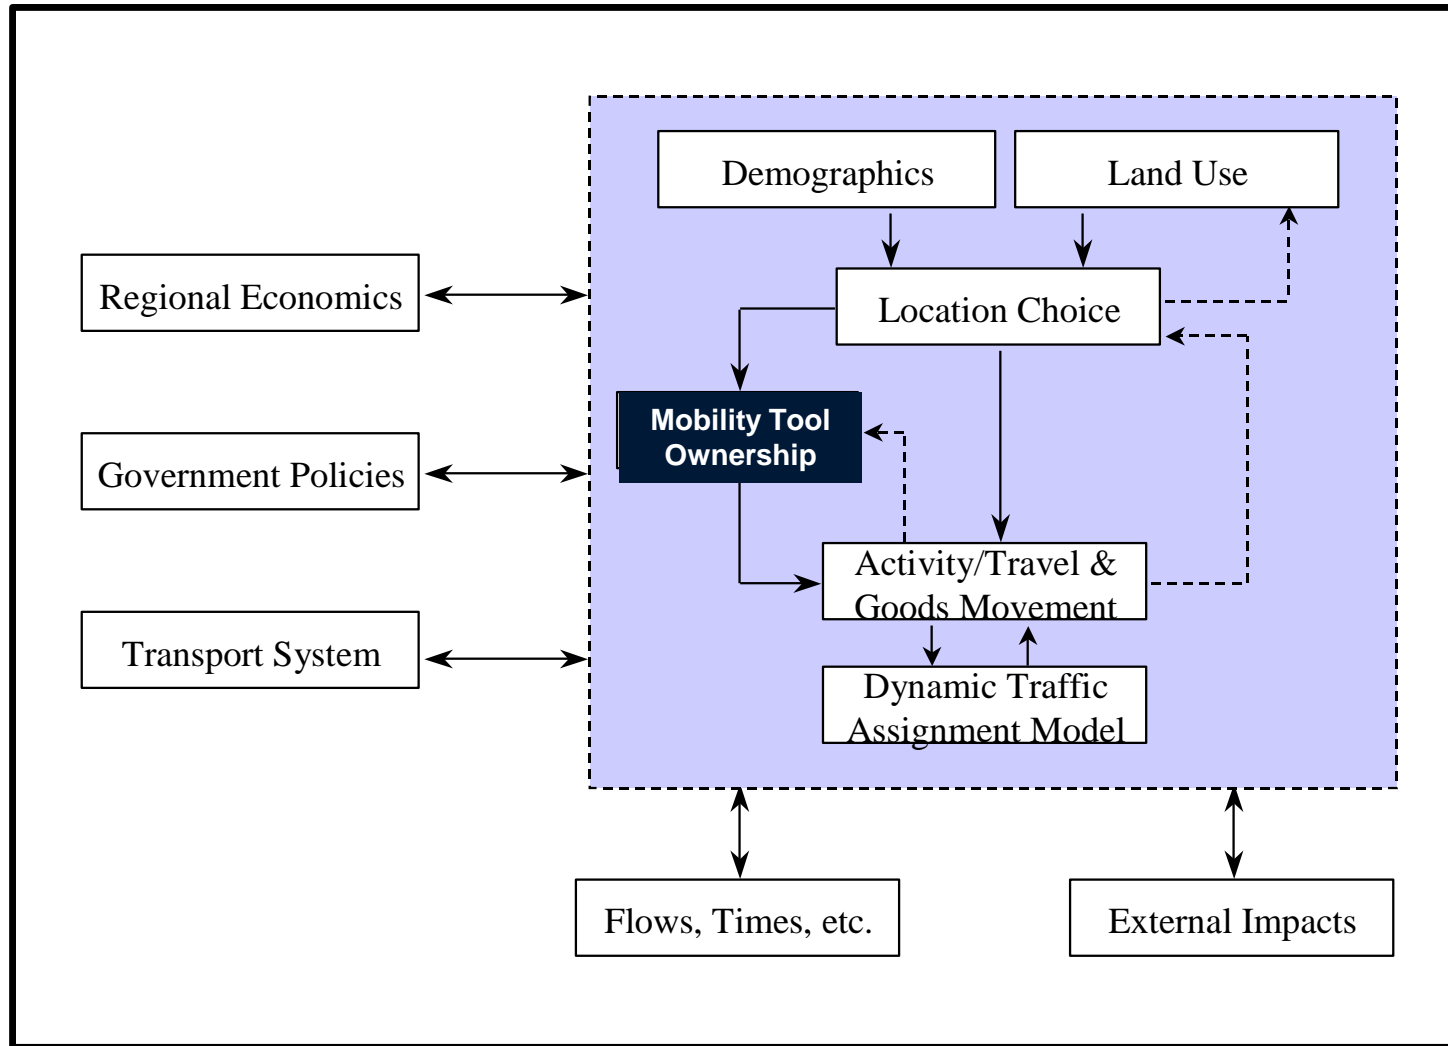 Demographics
Land Use
Regional Economics
Location Choice
Mobility Tool
Ownership
Government Policies
Activity/Travel &
Goods Movement
Transport System
Dynamic Traffic
Assignment Model
Flows, Times, etc.
External Impacts